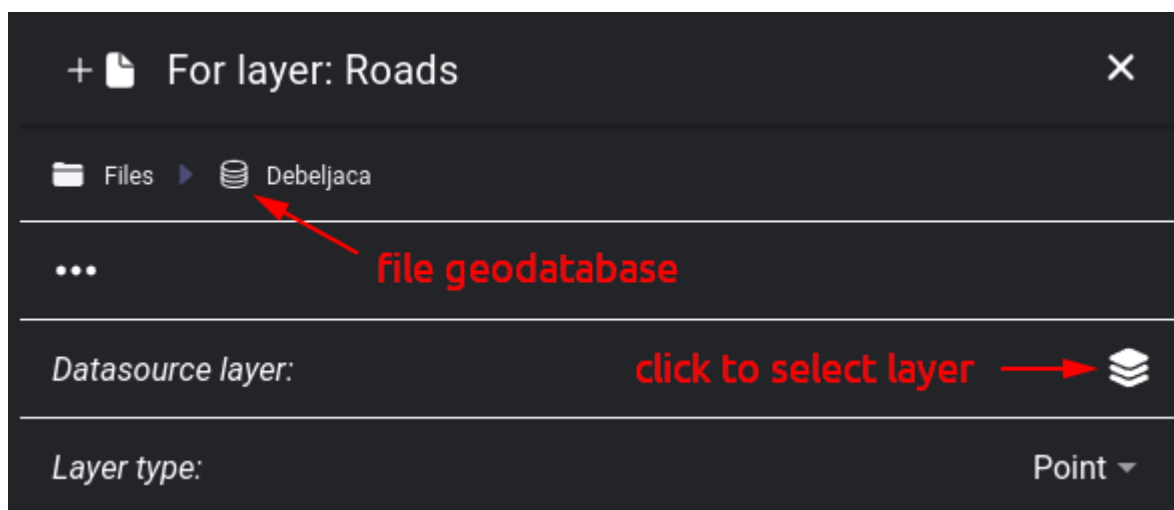 For layer: Roads
Files Debeljaca
file geodatabase
Datasource layer: click to select layer
Layer type: Point